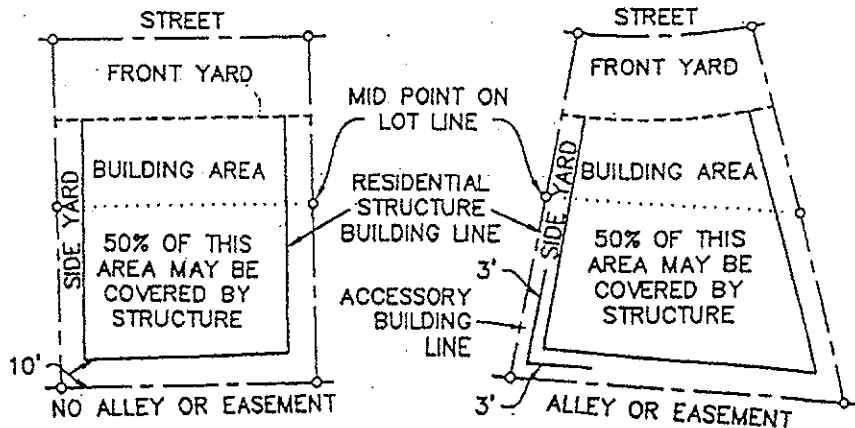 STREET
FRONT YARD
SIDE YARD
BUILDING AREA
50% OF THIS
AREA MAY BE
COVERED BY
STRUCTURE
10'
NO ALLEY OR EASEMENT
MID POINT ON
LOT LINE
RESIDENTIAL
STRUCTURE
BUILDING LINE
ACCESSORY
BUILDING
LINE
STREET
FRONT YARD
SIDE YARD
BUILDING AREA
50% OF THIS
AREA MAY BE
COVERED BY
STRUCTURE
3'
3'
ALLEY OR EASEMENT